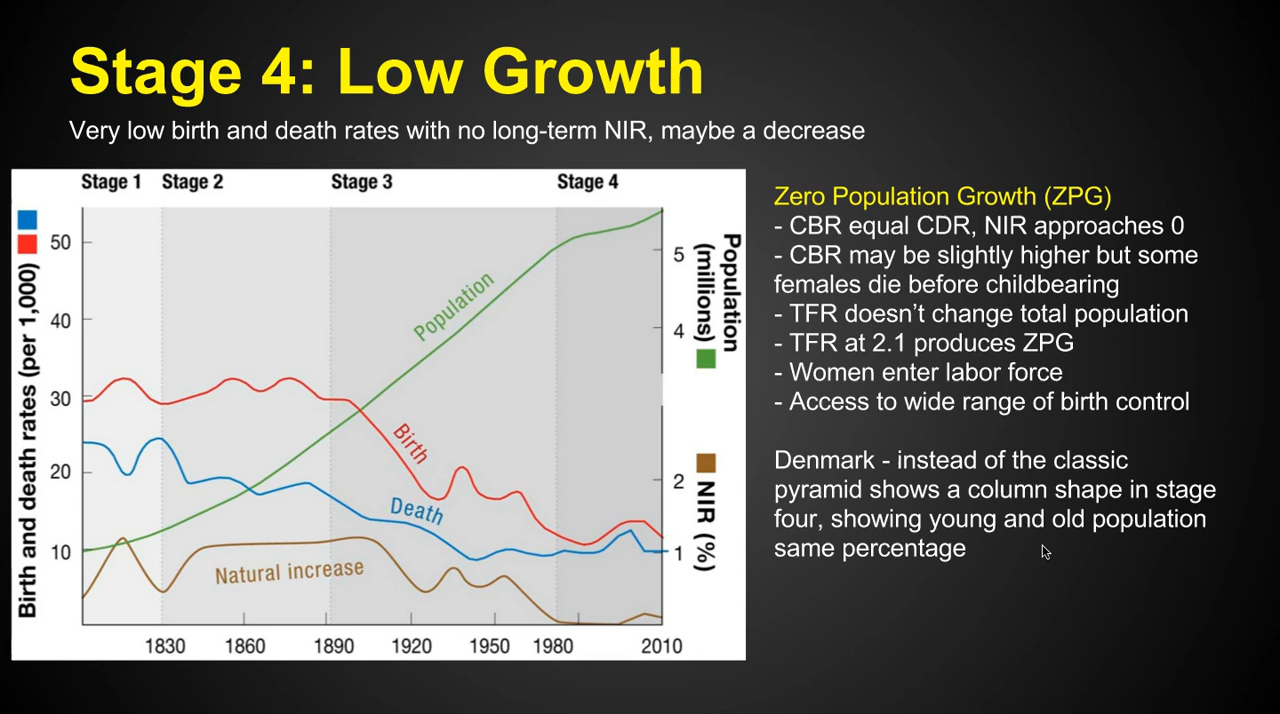 Stage 4: Low Growth
Very low birth and death rates with no long-term NIR, maybe a decrease
Stage 1 Stage 2 Stage 3 Stage 4
Birth and death rates (per 1,000)
50
40
30
20
10
Population
Birth
Death
Natural increase
5
4
2
1
Population
(millions)
NIR (%)
1830 1860 1890 1920 1950 1980 2010
Zero Population Growth (ZPG)
- CBR equal CDR, NIR approaches 0
- CBR may be slightly higher but some
females die before childbearing
- TFR doesn’t change total population
- TFR at 2.1 produces ZPG
- Women enter labor force
- Access to wide range of birth control
Denmark - instead of the classic
pyramid shows a column shape in stage
four, showing young and old population
same percentage